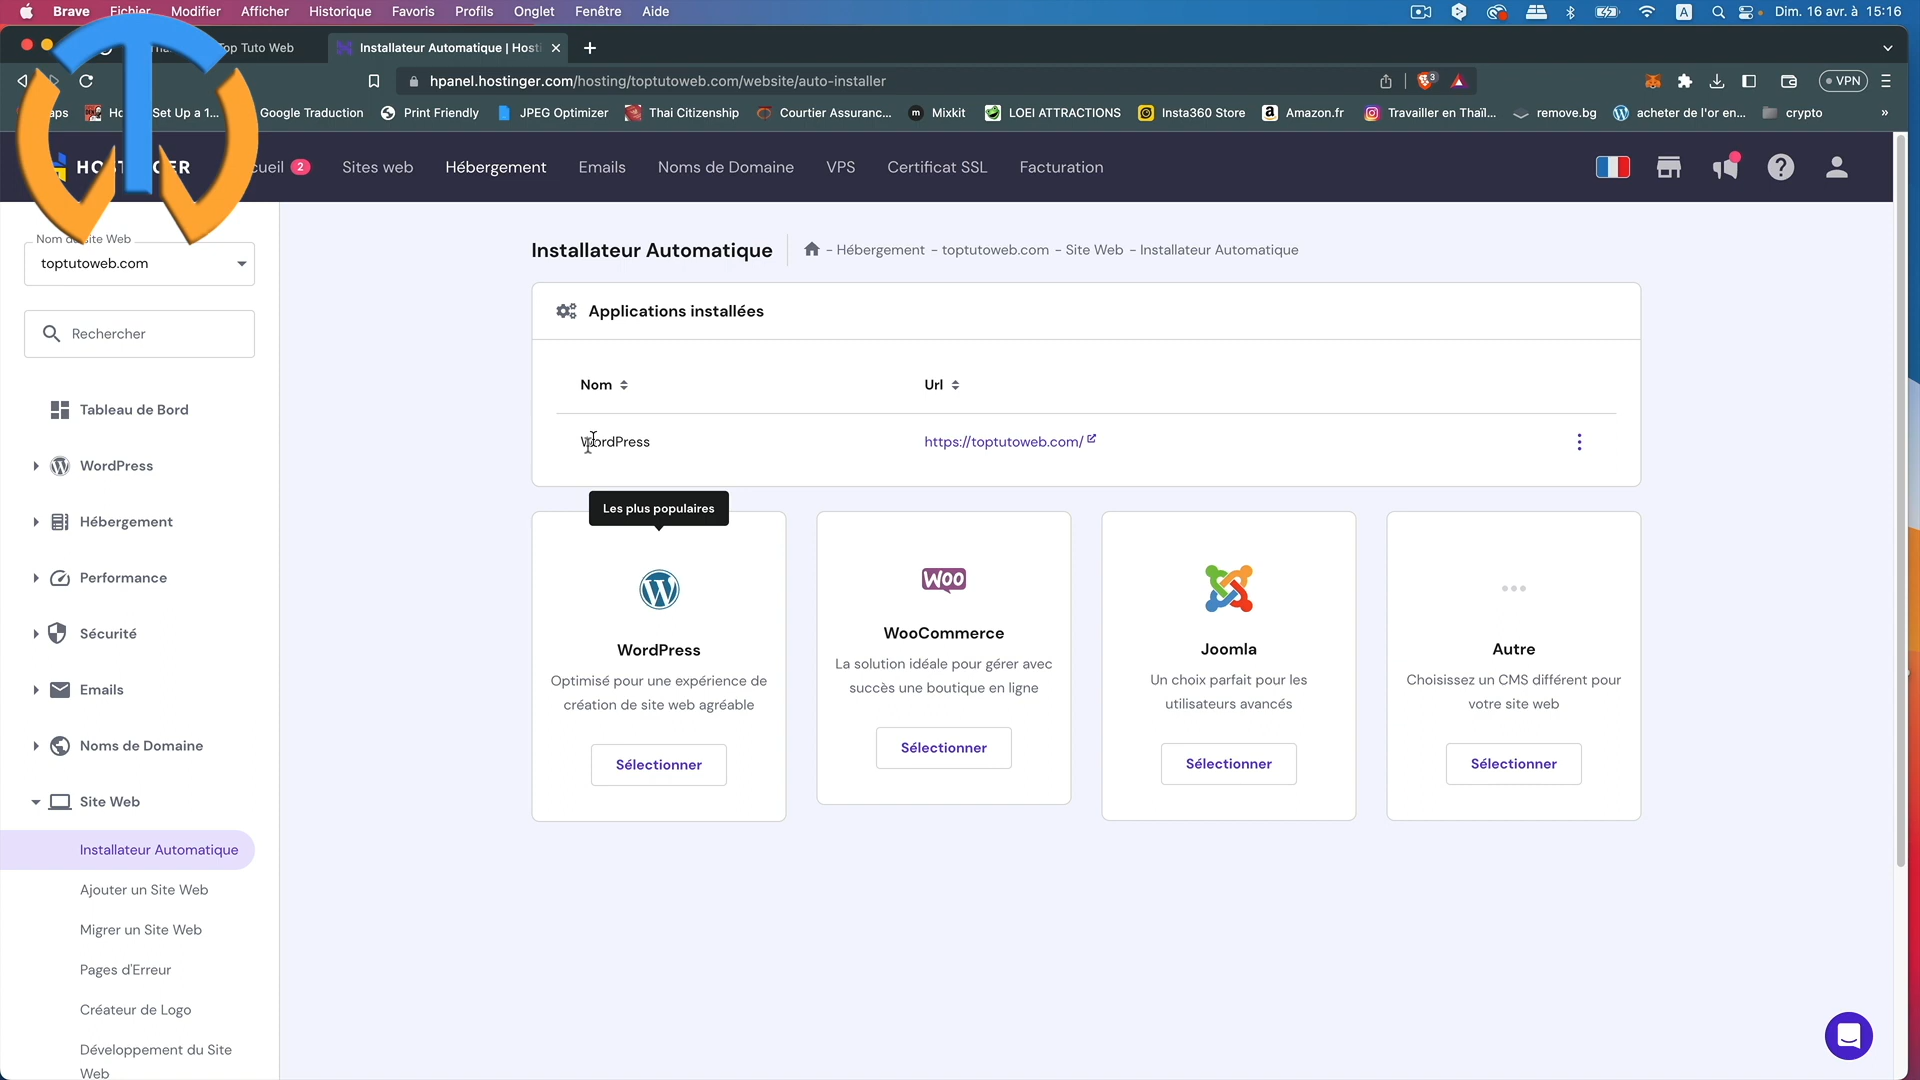 Brave Fichier Modifier Afficher Historique Favoris Profils Onglet Fenêtre Aide
A Dim. 16 avr. à 15:16
Top Tuto Web
Installateur Automatique | Hosti
hpanel.hostinger.com/hosting/toptutoweb.com/website/auto-installer
3
VPN
Set Up a 1... Google Traduction Print Friendly JPEG Optimizer Thai Citizenship Courtier Assuranc... m Mixkit LOEI ATTRACTIONS Insta360 Store Amazon.fr Travailler en Thaïl... remove.bg acheter de l'or en... crypto »
2 Sites web Hébergement Emails Noms de Domaine VPS Certificat SSL Facturation
toptutoweb.com
Rechercher
Tableau de Bord
WordPress
Hébergement
Performance
Sécurité
Emails
Noms de Domaine
Site Web
Installateur Automatique
Ajouter un Site Web
Migrer un Site Web
Pages d'Erreur
Créateur de Logo
Développement du Site
Web
Installateur Automatique
- Hébergement - toptutoweb.com - Site Web - Installateur Automatique
Applications installées
Nom Url
WordPress https://toptutoweb.com/
Les plus populaires
WordPress
Optimisé pour une expérience de
création de site web agréable
Sélectionner
WOO
WooCommerce
La solution idéale pour gérer avec
succès une boutique en ligne
Sélectionner
Joomla
Un choix parfait pour les
utilisateurs avancés
Sélectionner
Autre
Choisissez un CMS différent pour
votre site web
Sélectionner